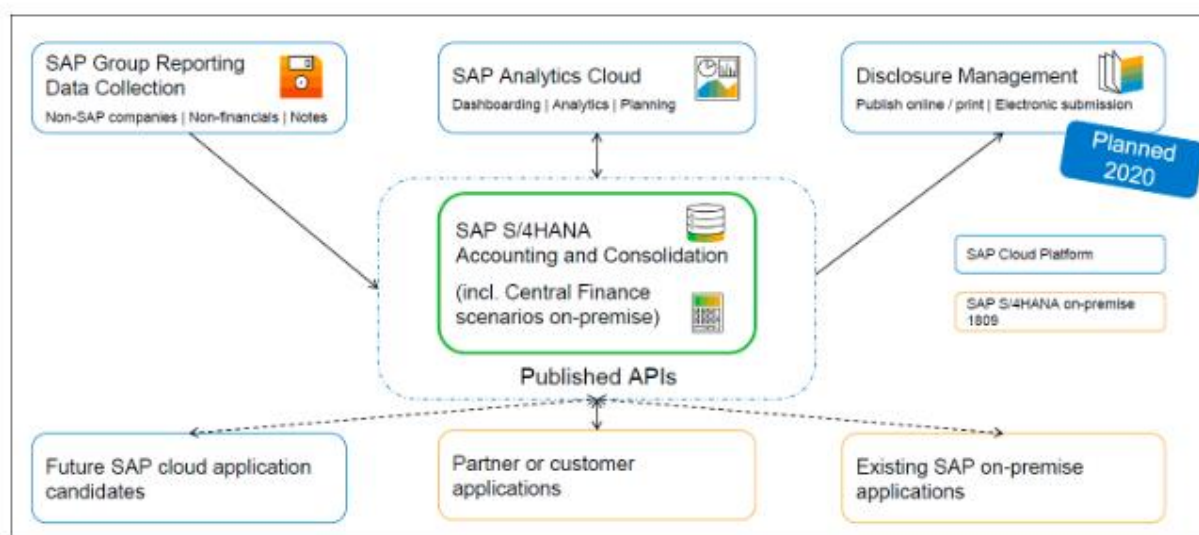 SAP Group Reporting
Data Collection
Non-SAP companies | Non-financials | Notes
SAP Analytics Cloud
Dashboarding | Analytics | Planning
Disclosure Management
Publish online / print | Electronic submission
Planned
2020
SAP S/4HANA
Accounting and Consolidation
(incl. Central Finance
scenarios on-premise)
Published APIs
SAP Cloud Platform
SAP S/4HANA on-premise
1809
Future SAP cloud application
candidates
Partner or customer
applications
Existing SAP on-premise
applications